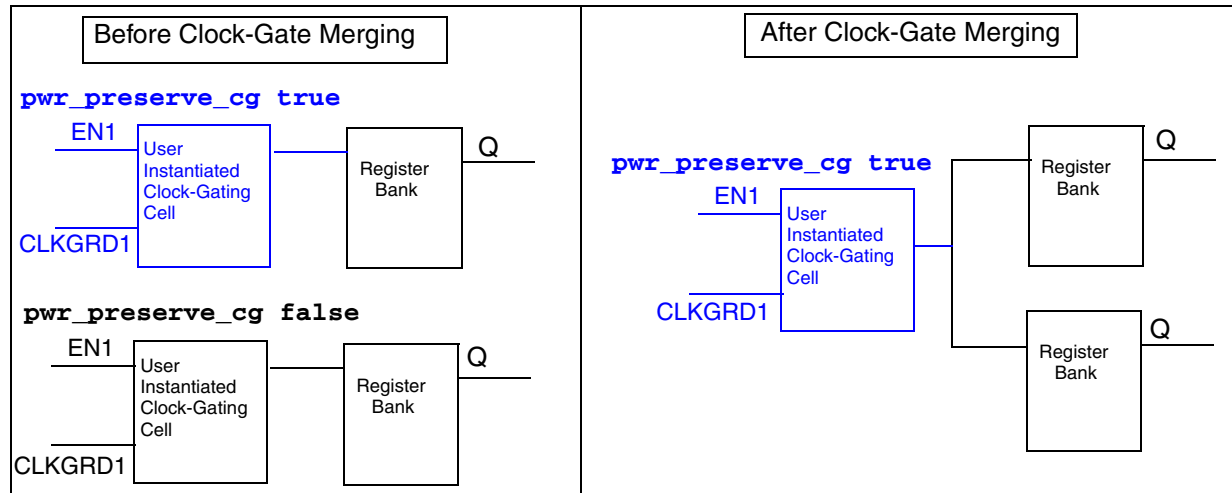 Before Clock-Gate Merging
pwr_preserve_cg true
EN1
User
Instantiated
Clock-Gating
Cell
CLKGRD1
Register
Bank
Q
pwr_preserve_cg false
EN1
User
Instantiated
Clock-Gating
Cell
CLKGRD1
Register
Bank
Q
After Clock-Gate Merging
pwr_preserve_cg true
EN1
User
Instantiated
Clock-Gating
Cell
CLKGRD1
Register
Bank
Q
Register
Bank
Q